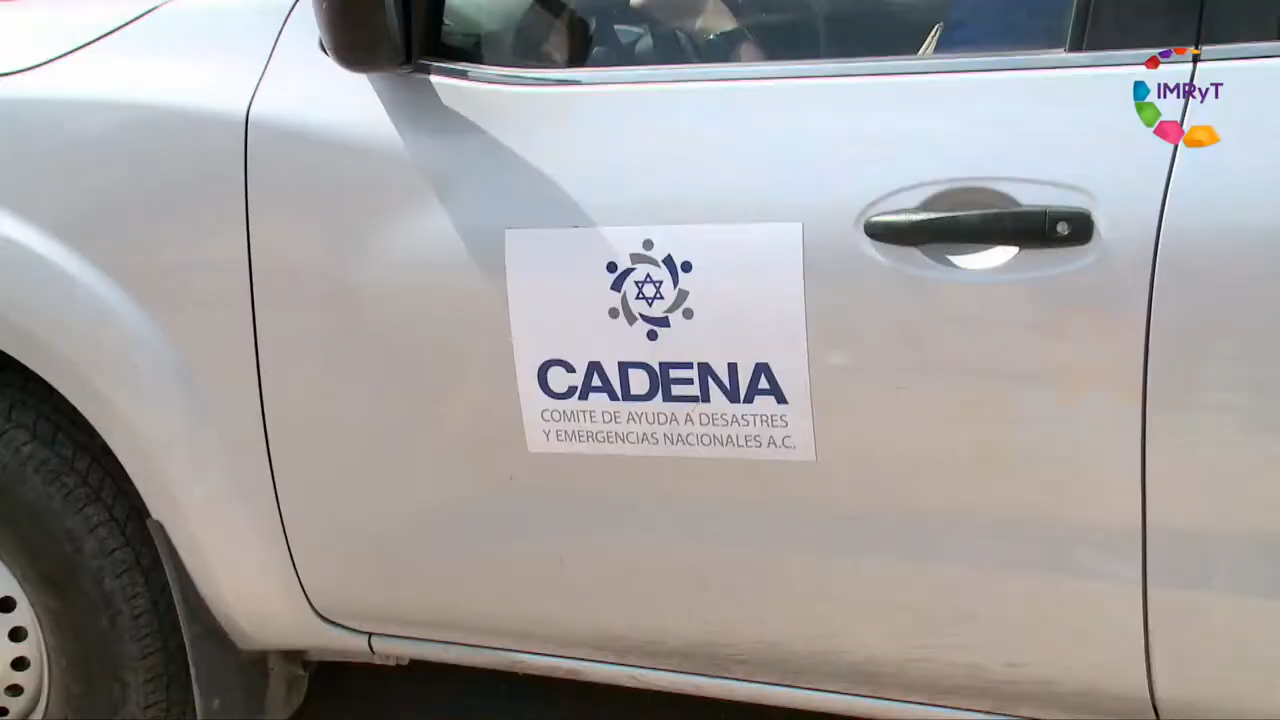 IMRyT
CADENA
COMITE DE AYUDA A DESASTRES
Y EMERGENCIAS NACIONALES A.C.